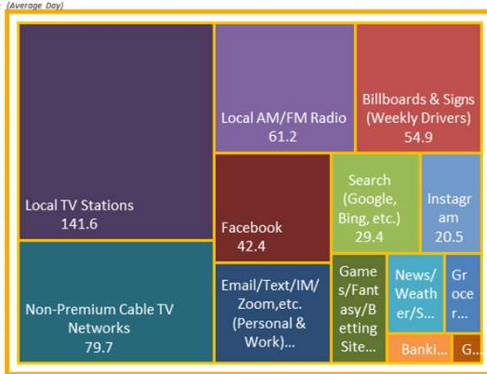 (Average Day)
Local TV Stations
141.6
Non-Premium Cable TV
Networks
79.7
Local AM/FM Radio
61.2
Billboards & Signs
(Weekly Drivers)
54.9
Facebook
42.4
Search
(Google,
Bing, etc.)
29.4
Instagr
am
20.5
Email/Text/IM/
Zoom,etc.
(Personal &
Work)...
Game
s/Fant
asy/B
etting
Site...
News/
Weath
er/S...
Gr
ocer
r...
Banki...
G...